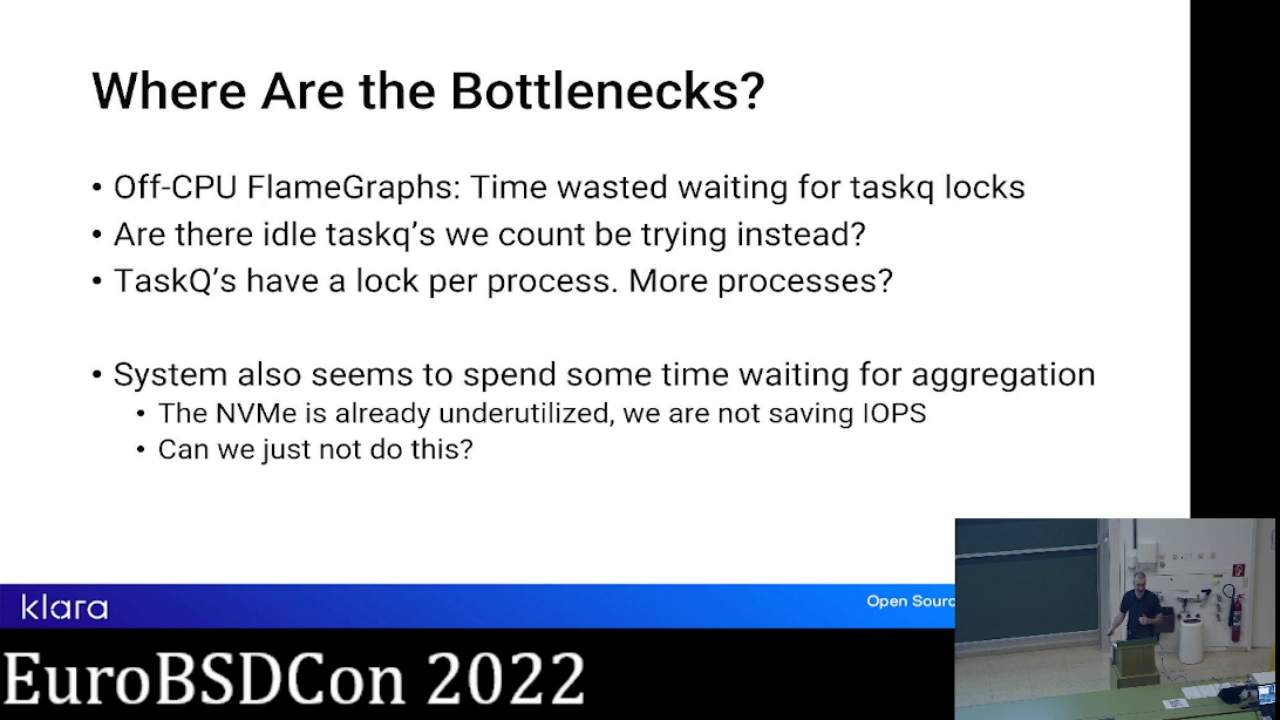 Where Are the Bottlenecks?
• Off-CPU FlameGraphs: Time wasted waiting for taskq locks
• Are there idle taskq's we count be trying instead?
• TaskQ's have a lock per process. More processes?
• System also seems to spend some time waiting for aggregation
• The NVMe is already underutilized, we are not saving IOPS
• Can we just not do this?
klara
Open Sourc
EuroBSDCon 2022